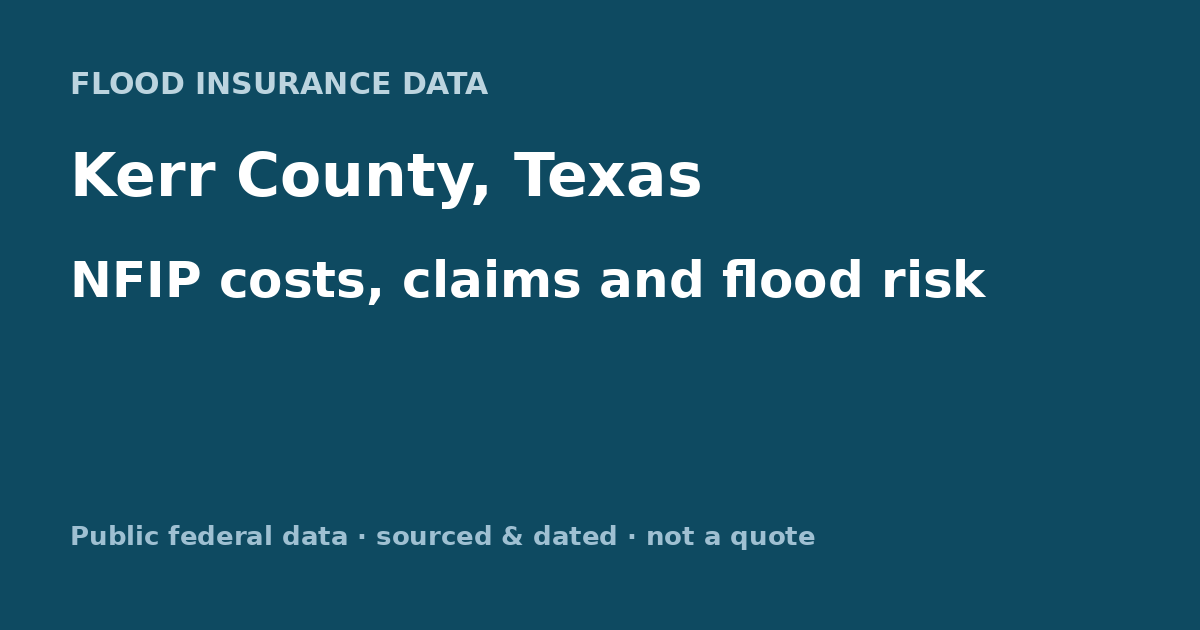 FLOOD INSURANCE DATA
Kerr County, Texas
NFIP costs, claims and flood risk
Public federal data · sourced & dated · not a quote